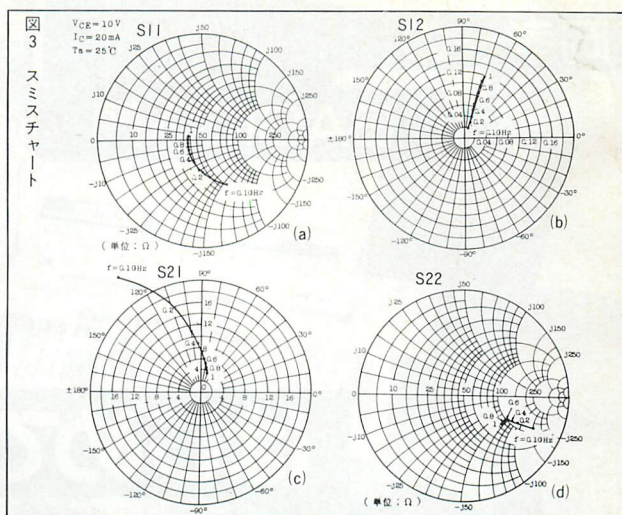 図3 スミスチャート
VCE=10V
IC=20mA
Ta=25℃
S11
j50
j25
j100
j150
j10
j250
0
25
50
100
250
0.8
0.6
0.4
0.2
f=0.1GHz
-j10
-j250
-j25
-j100
-j150
(単位;Ω)
(a)
S12
90°
120°
60°
150°
30°
0.16
0.12
0.08
0.04
1
0.8
0.6
0.4
0.2
f=0.1GHz
±180°
0.04 0.08 0.12 0.16
0°
-150°
-30°
-120°
-60°
-90°
(b)
S21
f=0.1GHz
90°
120°
60°
150°
30°
16
12
8
4
0.2
0.4
0.6
0.8
1
±180°
16 12 8 4 0 4 8 12 16
0°
-150°
-30°
-120°
-60°
-90°
(c)
S22
j50
j25
j100
j150
j10
j250
0
25
50
100
250
0.8
1
0.6
0.4
0.2
f=0.1GHz
-j10
-j250
-j25
-j150
-j100
-j50
(単位;Ω)
(d)